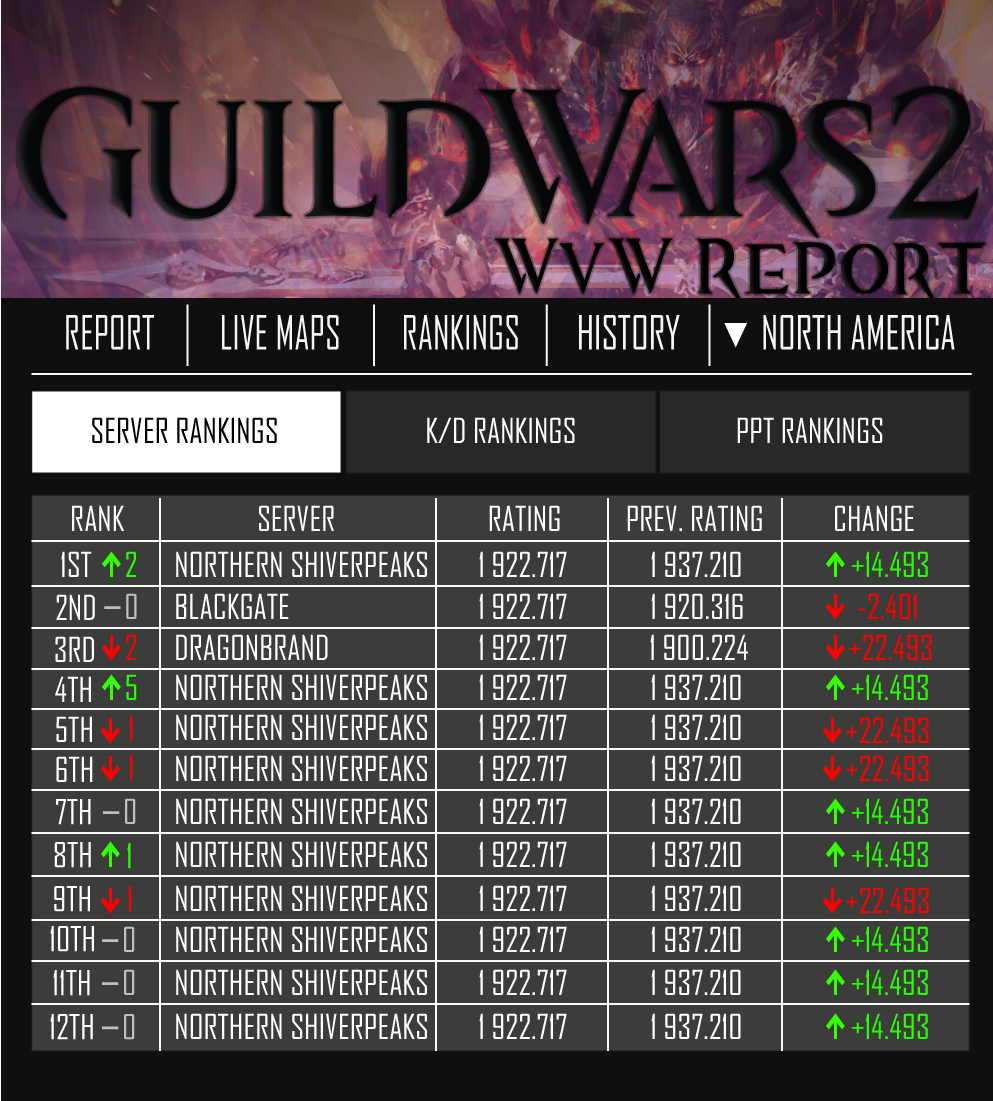 GUILDWARS2
WVW REPORT
REPORT LIVE MAPS RANKINGS HISTORY ▼ NORTH AMERICA
SERVER RANKINGS K/D RANKINGS PPT RANKINGS
RANK SERVER RATING PREV. RATING CHANGE
1ST ↑ 2 NORTHERN SHIVERPEAKS 1 922.717 1 937.210 ↑ +14.493
2ND – 0 BLACKGATE 1 922.717 1 920.316 ↓ -2.401
3RD ↓ 2 DRAGONBRAND 1 922.717 1 900.224 ↓ +22.493
4TH ↑ 5 NORTHERN SHIVERPEAKS 1 922.717 1 937.210 ↑ +14.493
5TH ↓ 1 NORTHERN SHIVERPEAKS 1 922.717 1 937.210 ↓ +22.493
6TH ↓ 1 NORTHERN SHIVERPEAKS 1 922.717 1 937.210 ↓ +22.493
7TH – 0 NORTHERN SHIVERPEAKS 1 922.717 1 937.210 ↑ +14.493
8TH ↑ 1 NORTHERN SHIVERPEAKS 1 922.717 1 937.210 ↑ +14.493
9TH ↓ 1 NORTHERN SHIVERPEAKS 1 922.717 1 937.210 ↓ +22.493
10TH – 0 NORTHERN SHIVERPEAKS 1 922.717 1 937.210 ↑ +14.493
11TH – 0 NORTHERN SHIVERPEAKS 1 922.717 1 937.210 ↑ +14.493
12TH – 0 NORTHERN SHIVERPEAKS 1 922.717 1 937.210 ↑ +14.493